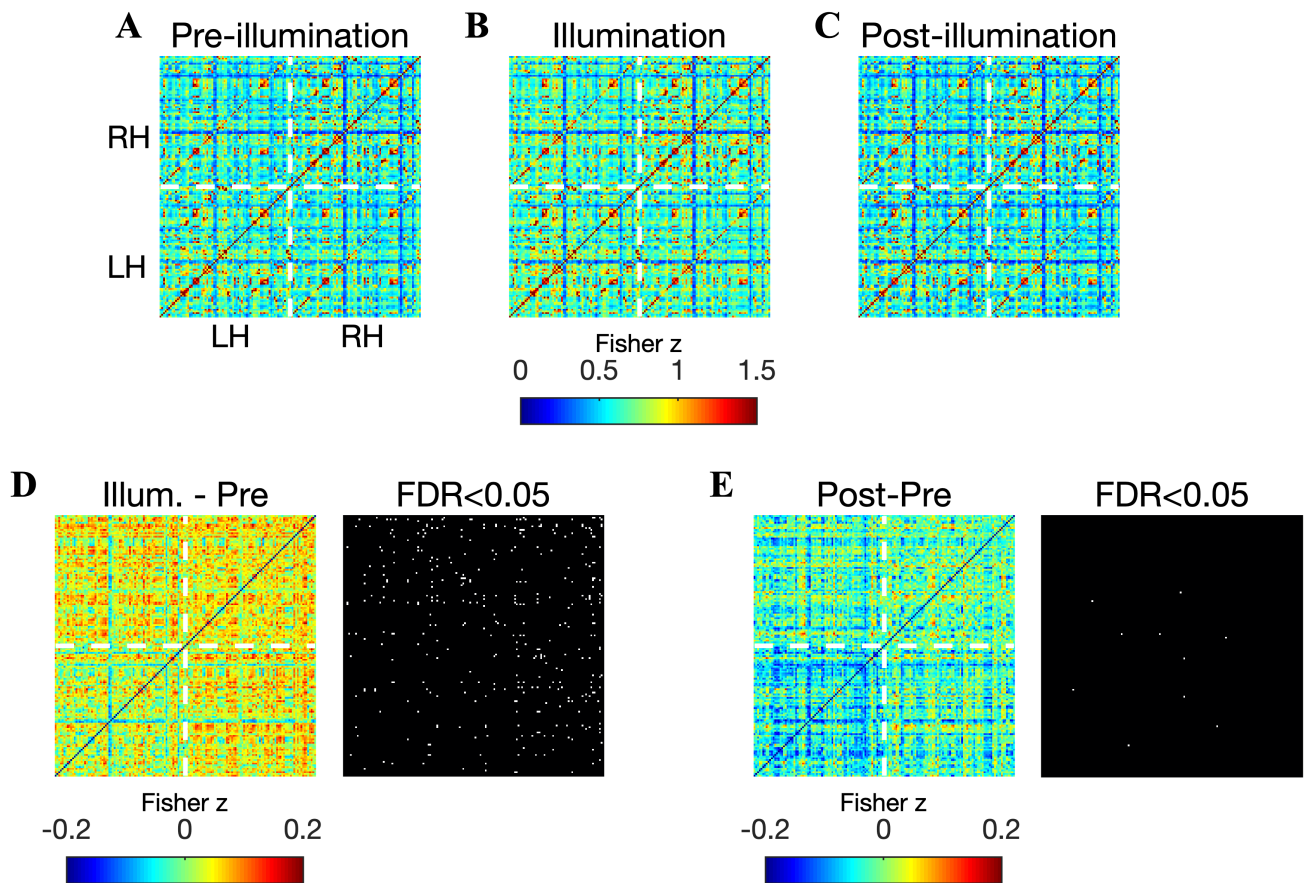 A Pre-illumination
B Illumination
C Post-illumination
RH
LH
LH RH
Fisher z
0 0.5 1 1.5
D Illum. - Pre FDR<0.05
E Post-Pre FDR<0.05
Fisher z
-0.2 0 0.2
Fisher z
-0.2 0 0.2